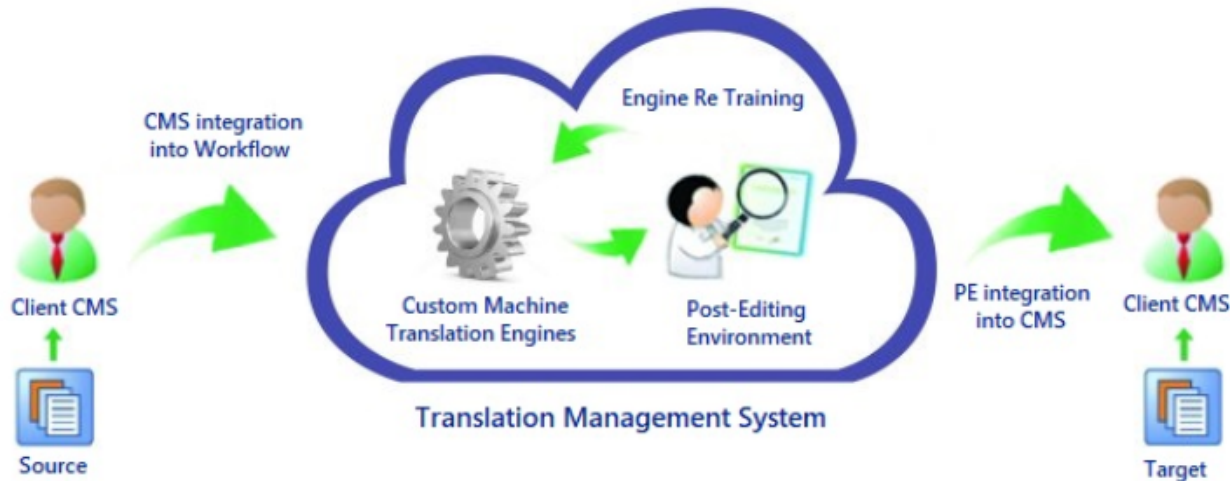 Engine Re Training
CMS integration
into Workflow
Client CMS
Custom Machine
Translation Engines
Post-Editing
Environment
PE integration
into CMS
Client CMS
Translation Management System
Source
Target